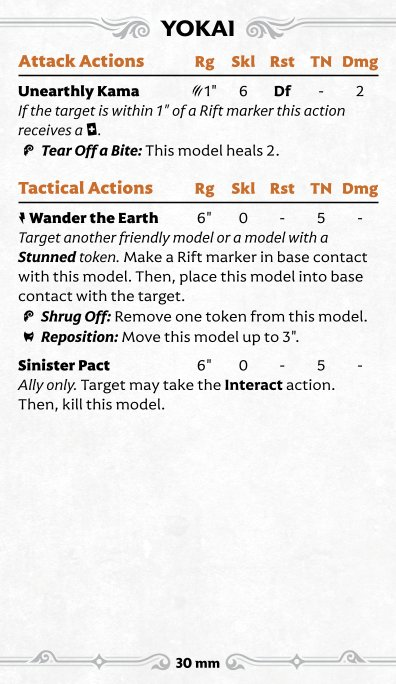 YOKAI
Attack Actions Rg Skl Rst TN Dmg
Unearthly Kama 1" 6 Df - 2
If the target is within 1" of a Rift marker this action
receives a .
Tear Off a Bite: This model heals 2.
Tactical Actions Rg Skl Rst TN Dmg
Wander the Earth 6" 0 - 5 -
Target another friendly model or a model with a
Stunned token. Make a Rift marker in base contact
with this model. Then, place this model into base
contact with the target.
Shrug Off: Remove one token from this model.
Reposition: Move this model up to 3".
Sinister Pact 6" 0 - 5 -
Ally only. Target may take the Interact action.
Then, kill this model.
30 mm